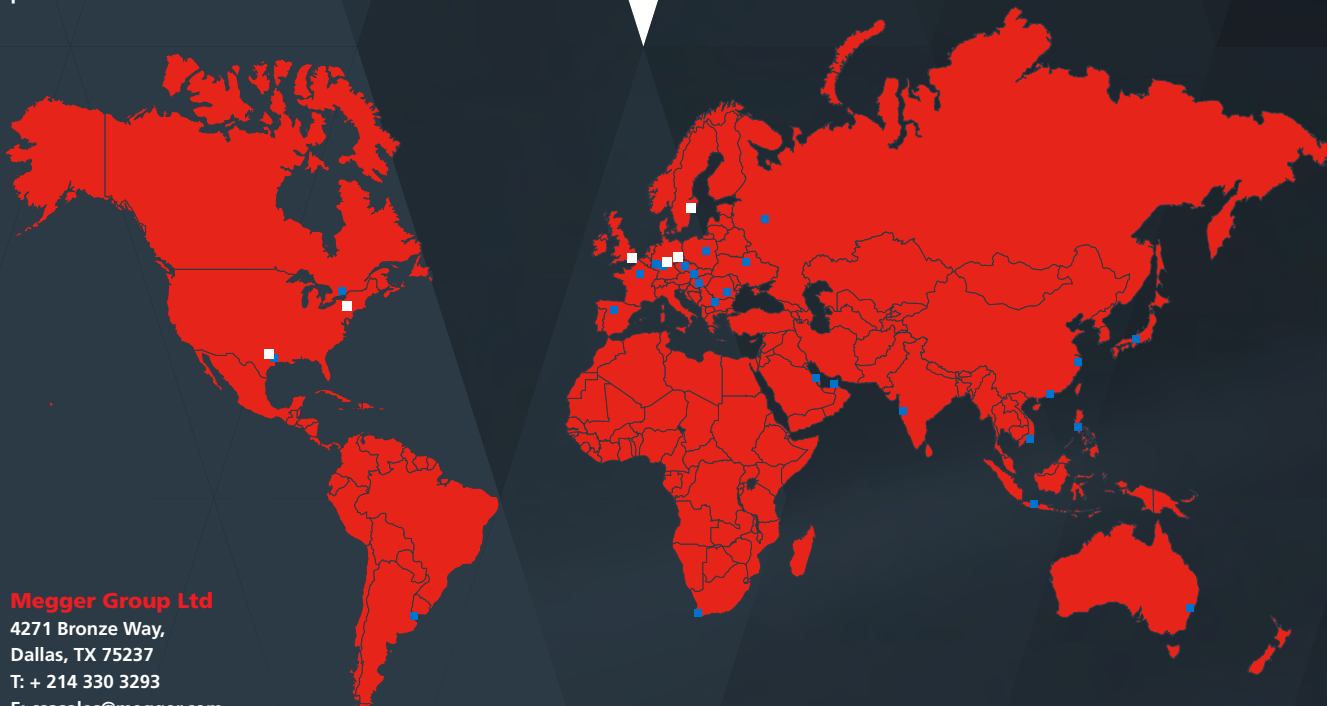 Megger Group Ltd
4271 Bronze Way,
Dallas, TX 75237
T: + 214 330 3293